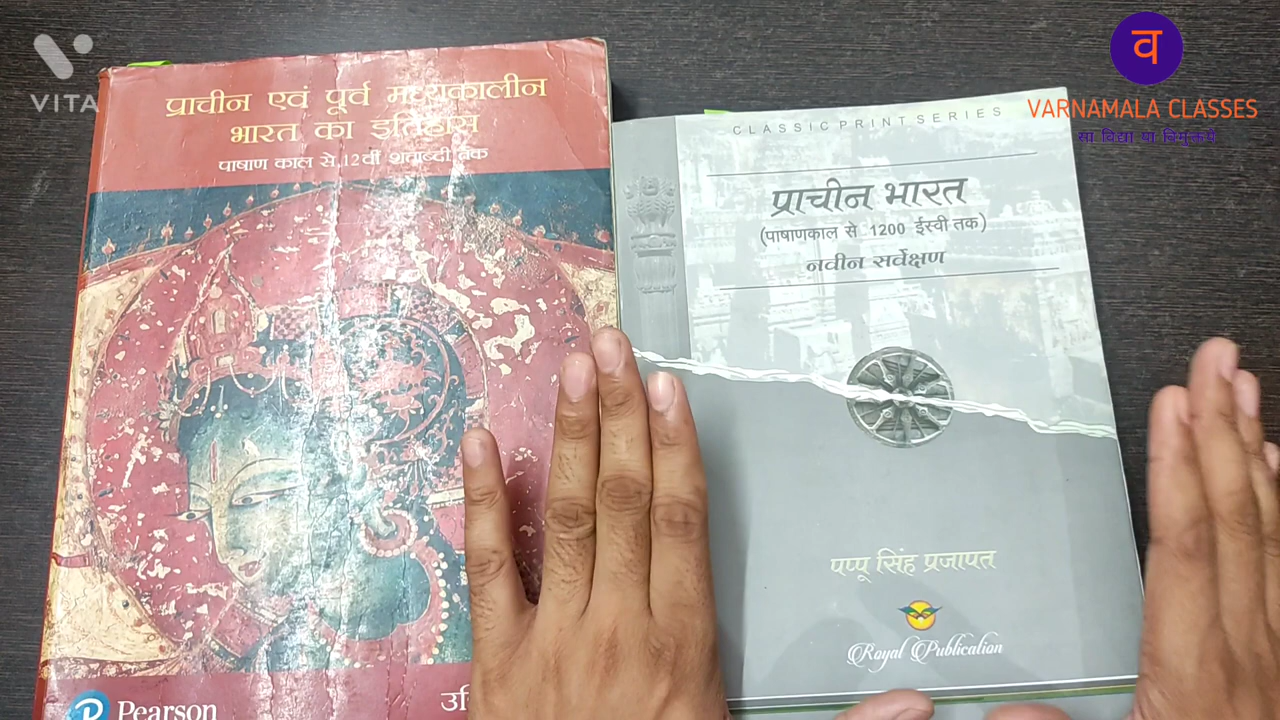 VITA
व
VARNAMALA CLASSES
सा विद्या या विमुक्तये
प्राचीन एवं पूर्व मध्यकालीन
भारत का इतिहास
पाषाण काल से 12वीं शताब्दी तक
Pearson
CLASSIC PRINT SERIES
प्राचीन भारत
(पाषाणकाल से 1200 ईस्वी तक)
नवीन सर्वेक्षण
पप्पू सिंह प्रजापत
Royal Publication